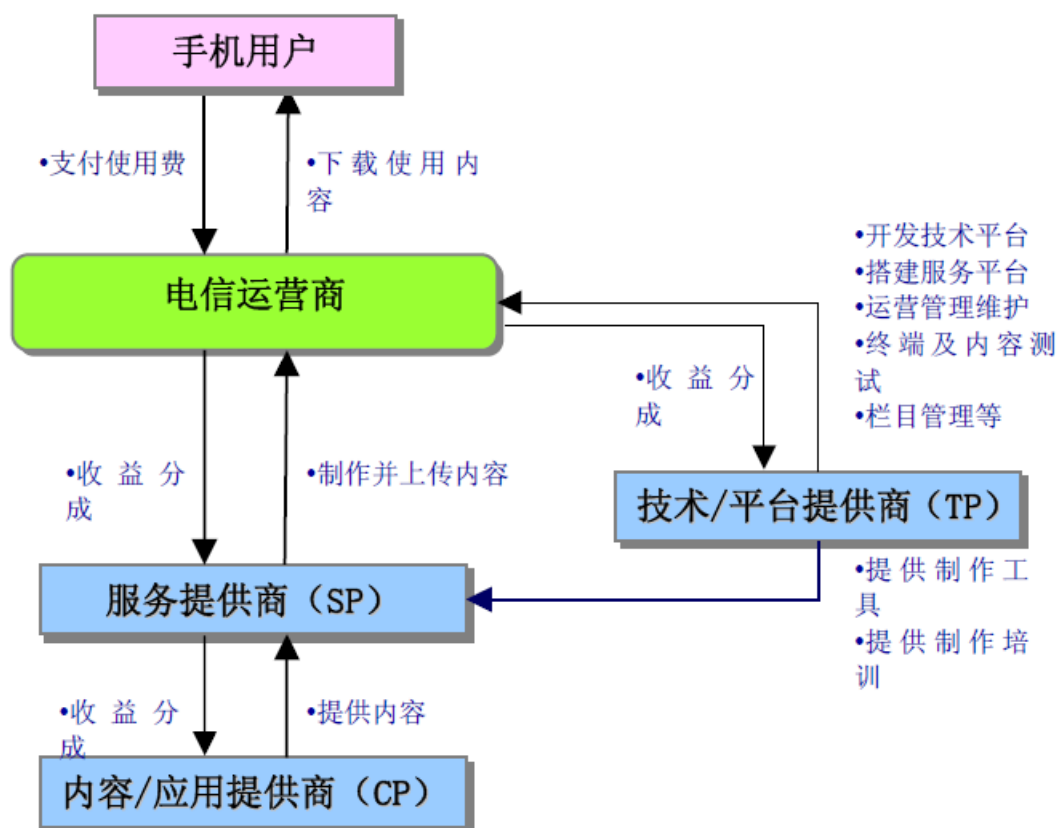 手机用户
•支付使用费
•下载使用内
容
•开发技术平台
•搭建服务平台
•运营管理维护
•终端及内容测
试
•栏目管理等
电信运营商
•收益分
成
•收益分
成
•制作并上传内容
技术/平台提供商（TP）
•提供制作工
具
•提供制作培
训
服务提供商（SP）
•收益分
成
•提供内容
内容/应用提供商（CP）